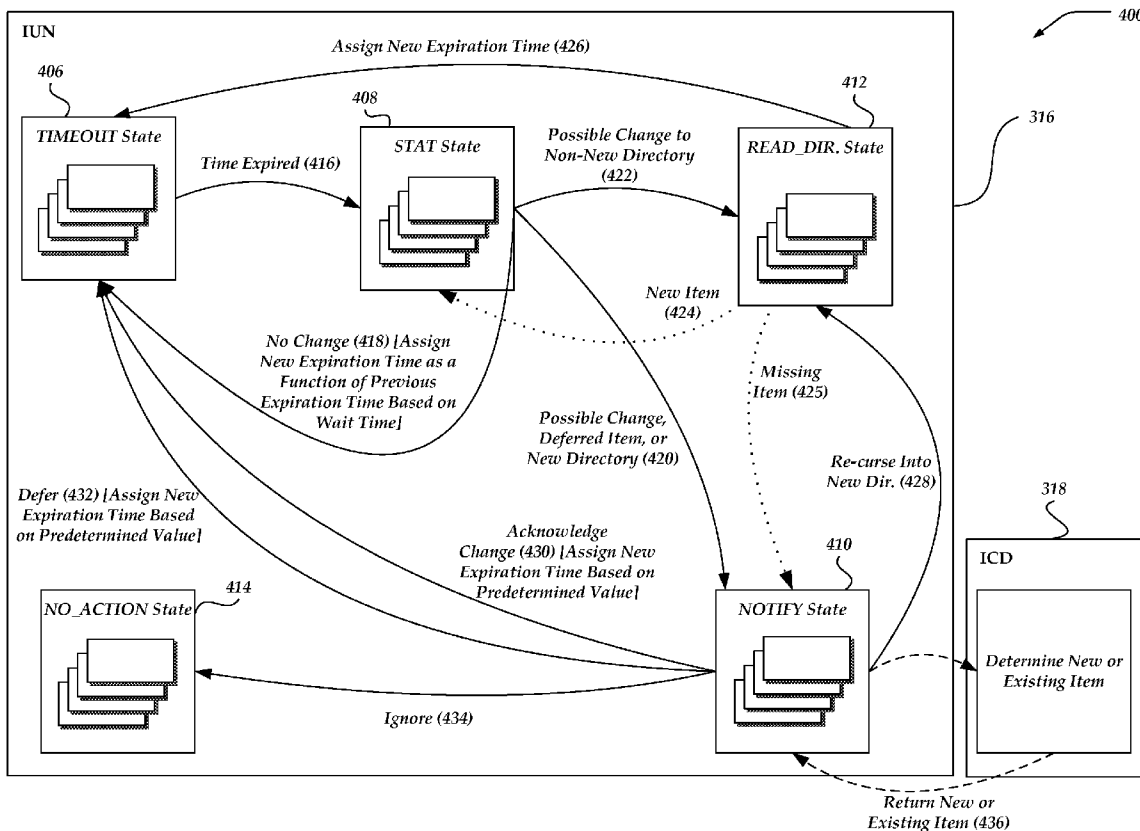 IUN
400
Assign New Expiration Time (426)
406
408
412
316
TIMEOUT State
STAT State
READ_DIR. State
Time Expired (416)
Possible Change to
Non-New Directory
(422)
New Item
(424)
No Change (418) [Assign
New Expiration Time as a
Function of Previous
Expiration Time Based on
Wait Time]
Missing
Item (425)
Possible Change,
Deferred Item, or
New Directory (420)
Re-curse Into
New Dir. (428)
Defer (432) [Assign New
Expiration Time Based
on Predetermined Value]
Acknowledge
Change (430) [Assign New
Expiration Time Based on
Predetermined Value]
318
410
414
ICD
NO_ACTION State
NOTIFY State
Determine New or
Existing Item
Ignore (434)
Return New or
Existing Item (436)